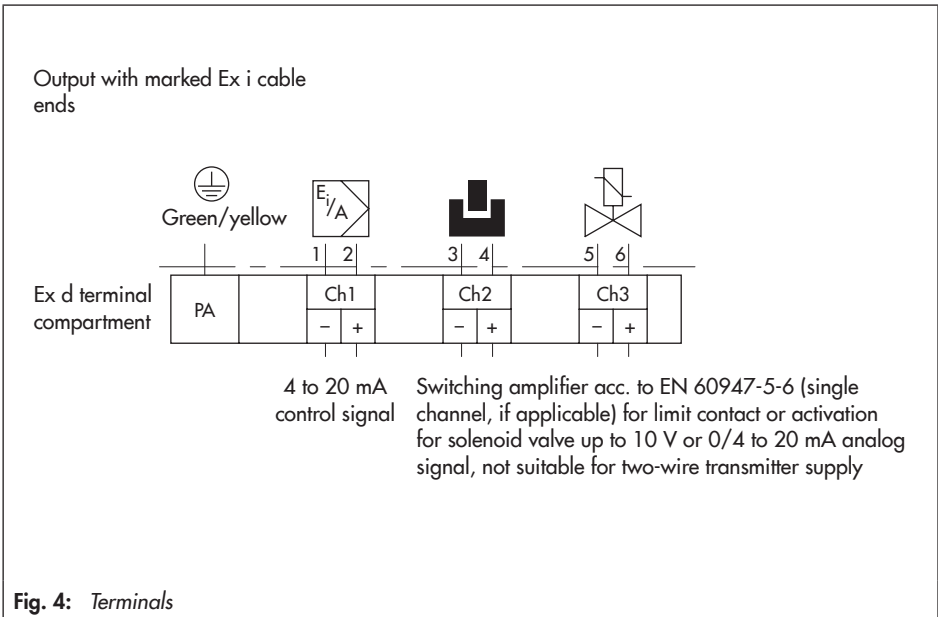 Output with marked Ex i cable
ends
Green/yellow
Ei/A
1 2 3 4 5 6
Ex d terminal
compartment
PA
Ch1 Ch2 Ch3
– + – + – +
4 to 20 mA
control signal
Switching amplifier acc. to EN 60947-5-6 (single
channel, if applicable) for limit contact or activation
for solenoid valve up to 10 V or 0/4 to 20 mA analog
signal, not suitable for two-wire transmitter supply
Fig. 4: Terminals